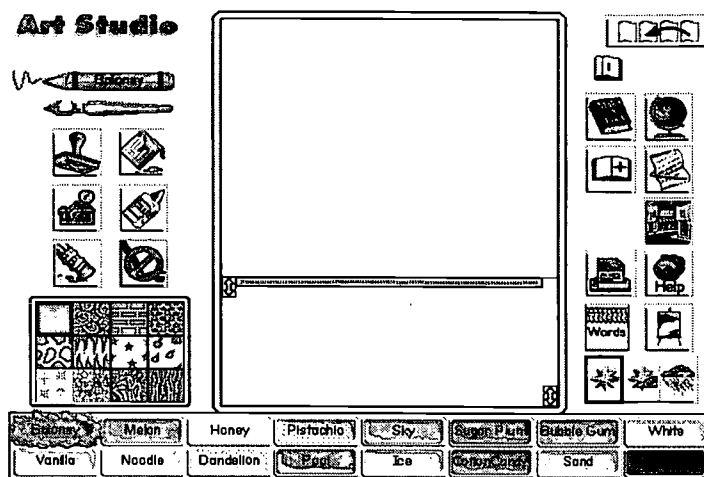 Art Studio
Baloney
Help
Words
Baloney Melon Honey Pistachio Sky Sugar Plum Bubble Gum White
Vanilla Noodle Dandelion Pool Ice Cotton Candy Sand